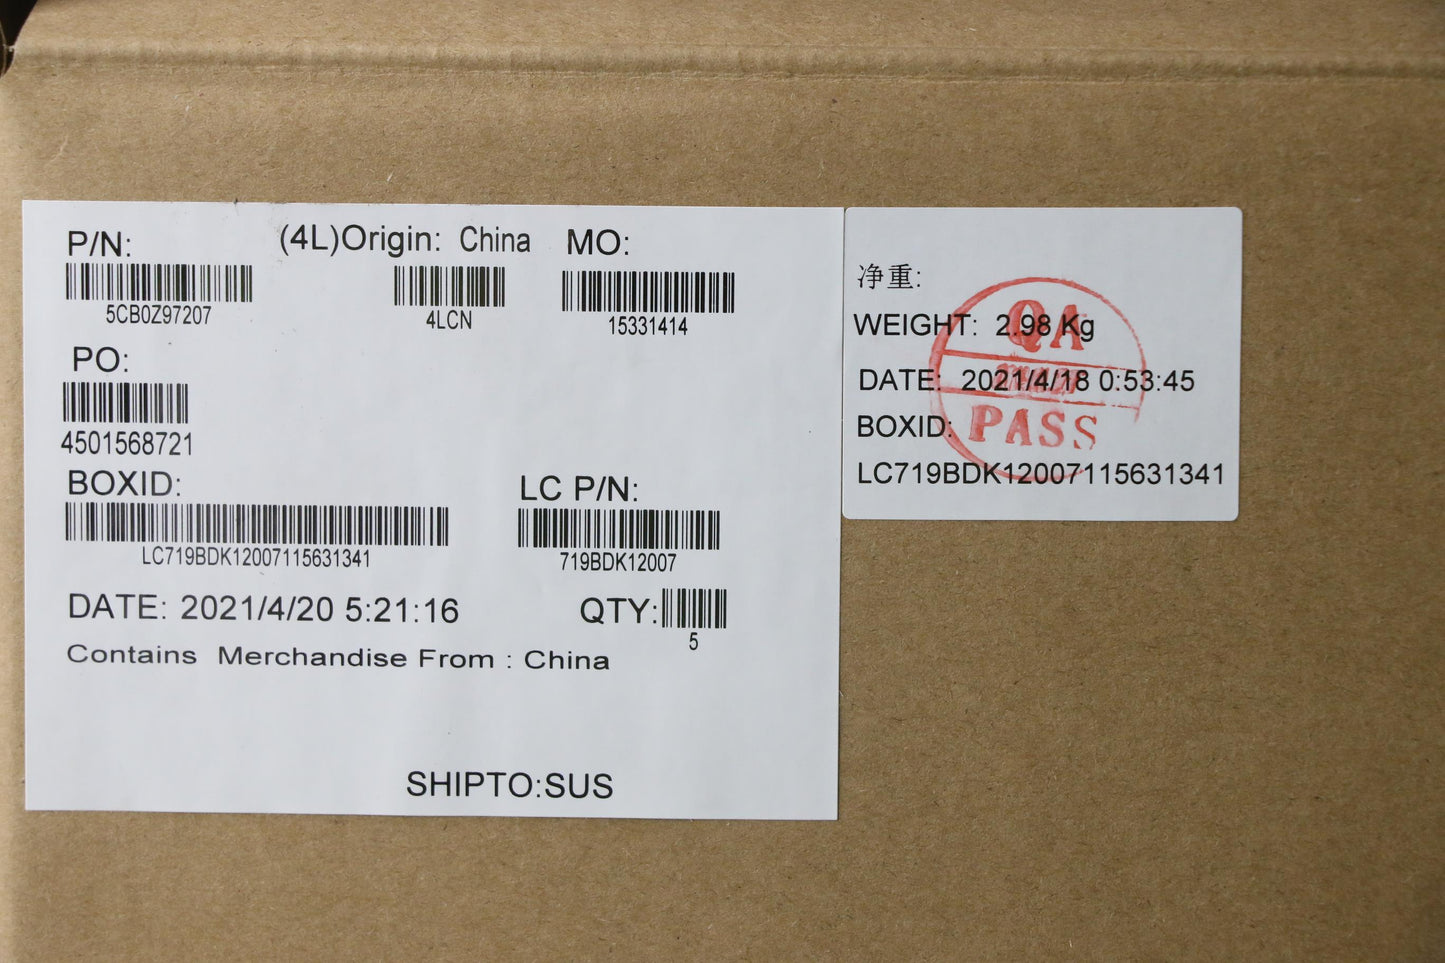 P/N: (4L)Origin: China MO:
5CB0Z97207 4LCN 15331414
PO:
4501568721
BOXID: LC P/N:
LC719BDK12007115631341 719BDK12007
DATE: 2021/4/20 5:21:16 QTY:
5
Contains Merchandise From : China
SHIPTO:SUS
净重:
WEIGHT: 2.98 Kg
DATE: 2021/4/18 0:53:45
BOXID:
LC719BDK12007115631341
QA
PASS